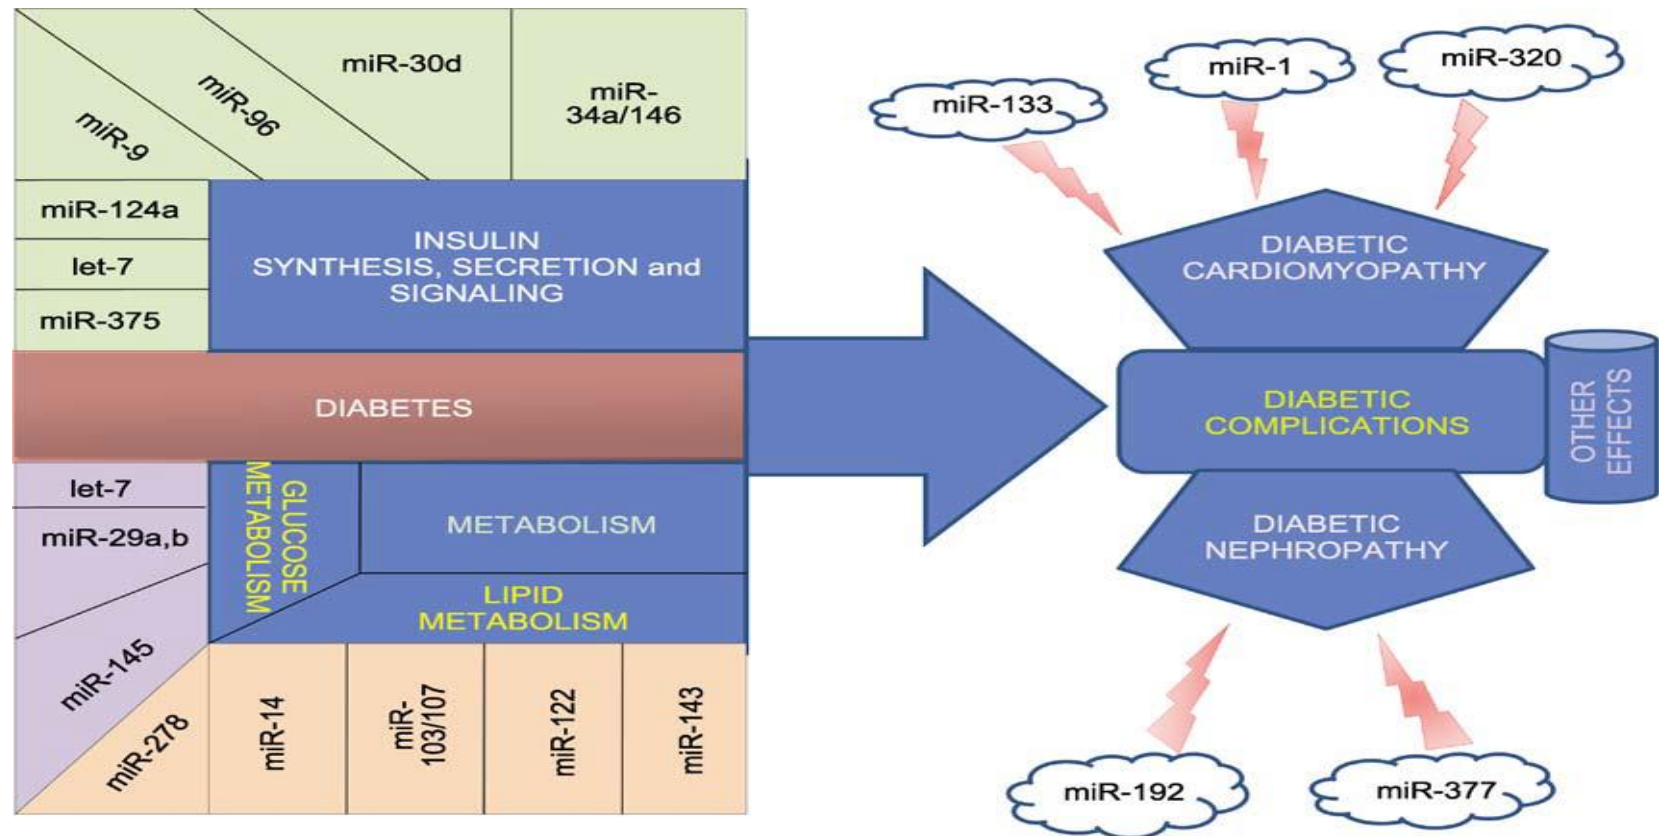 miR-9
miR-96
miR-30d
miR-
34a/146
miR-124a
let-7
miR-375
INSULIN
SYNTHESIS, SECRETION and
SIGNALING
DIABETES
let-7
miR-29a,b
miR-145
miR-278
GLUCOSE
METABOLISM
METABOLISM
LIPID
METABOLISM
miR-14
miR-
103/107
miR-122
miR-143
miR-133
miR-1
miR-320
DIABETIC
CARDIOMYOPATHY
DIABETIC
COMPLICATIONS
OTHER
EFFECTS
DIABETIC
NEPHROPATHY
miR-192
miR-377